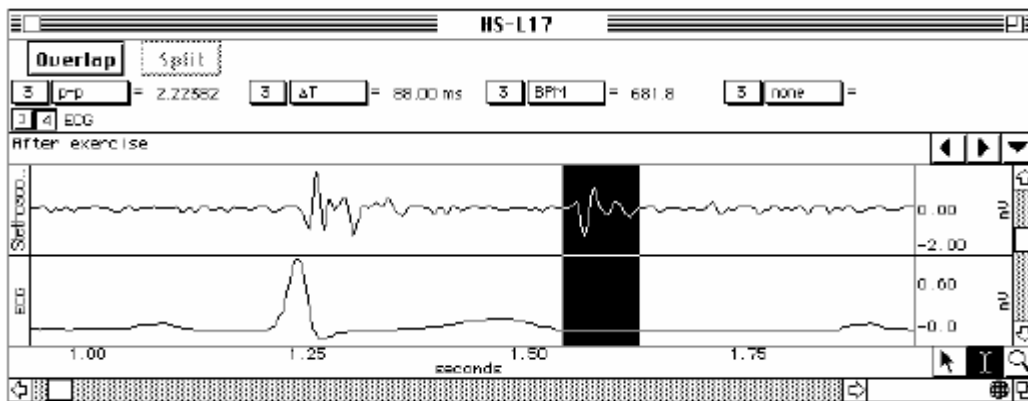 HS-L17
Overlap Split
3 p-p = 2.22582 3 ΔT = 88.00 ms 3 BPM = 681.8 3 none =
3 4 ECG
After exercise
0.00
-2.00
mV
ECG
0.60
-0.0
mV
1.00 1.25 1.50 1.75
seconds